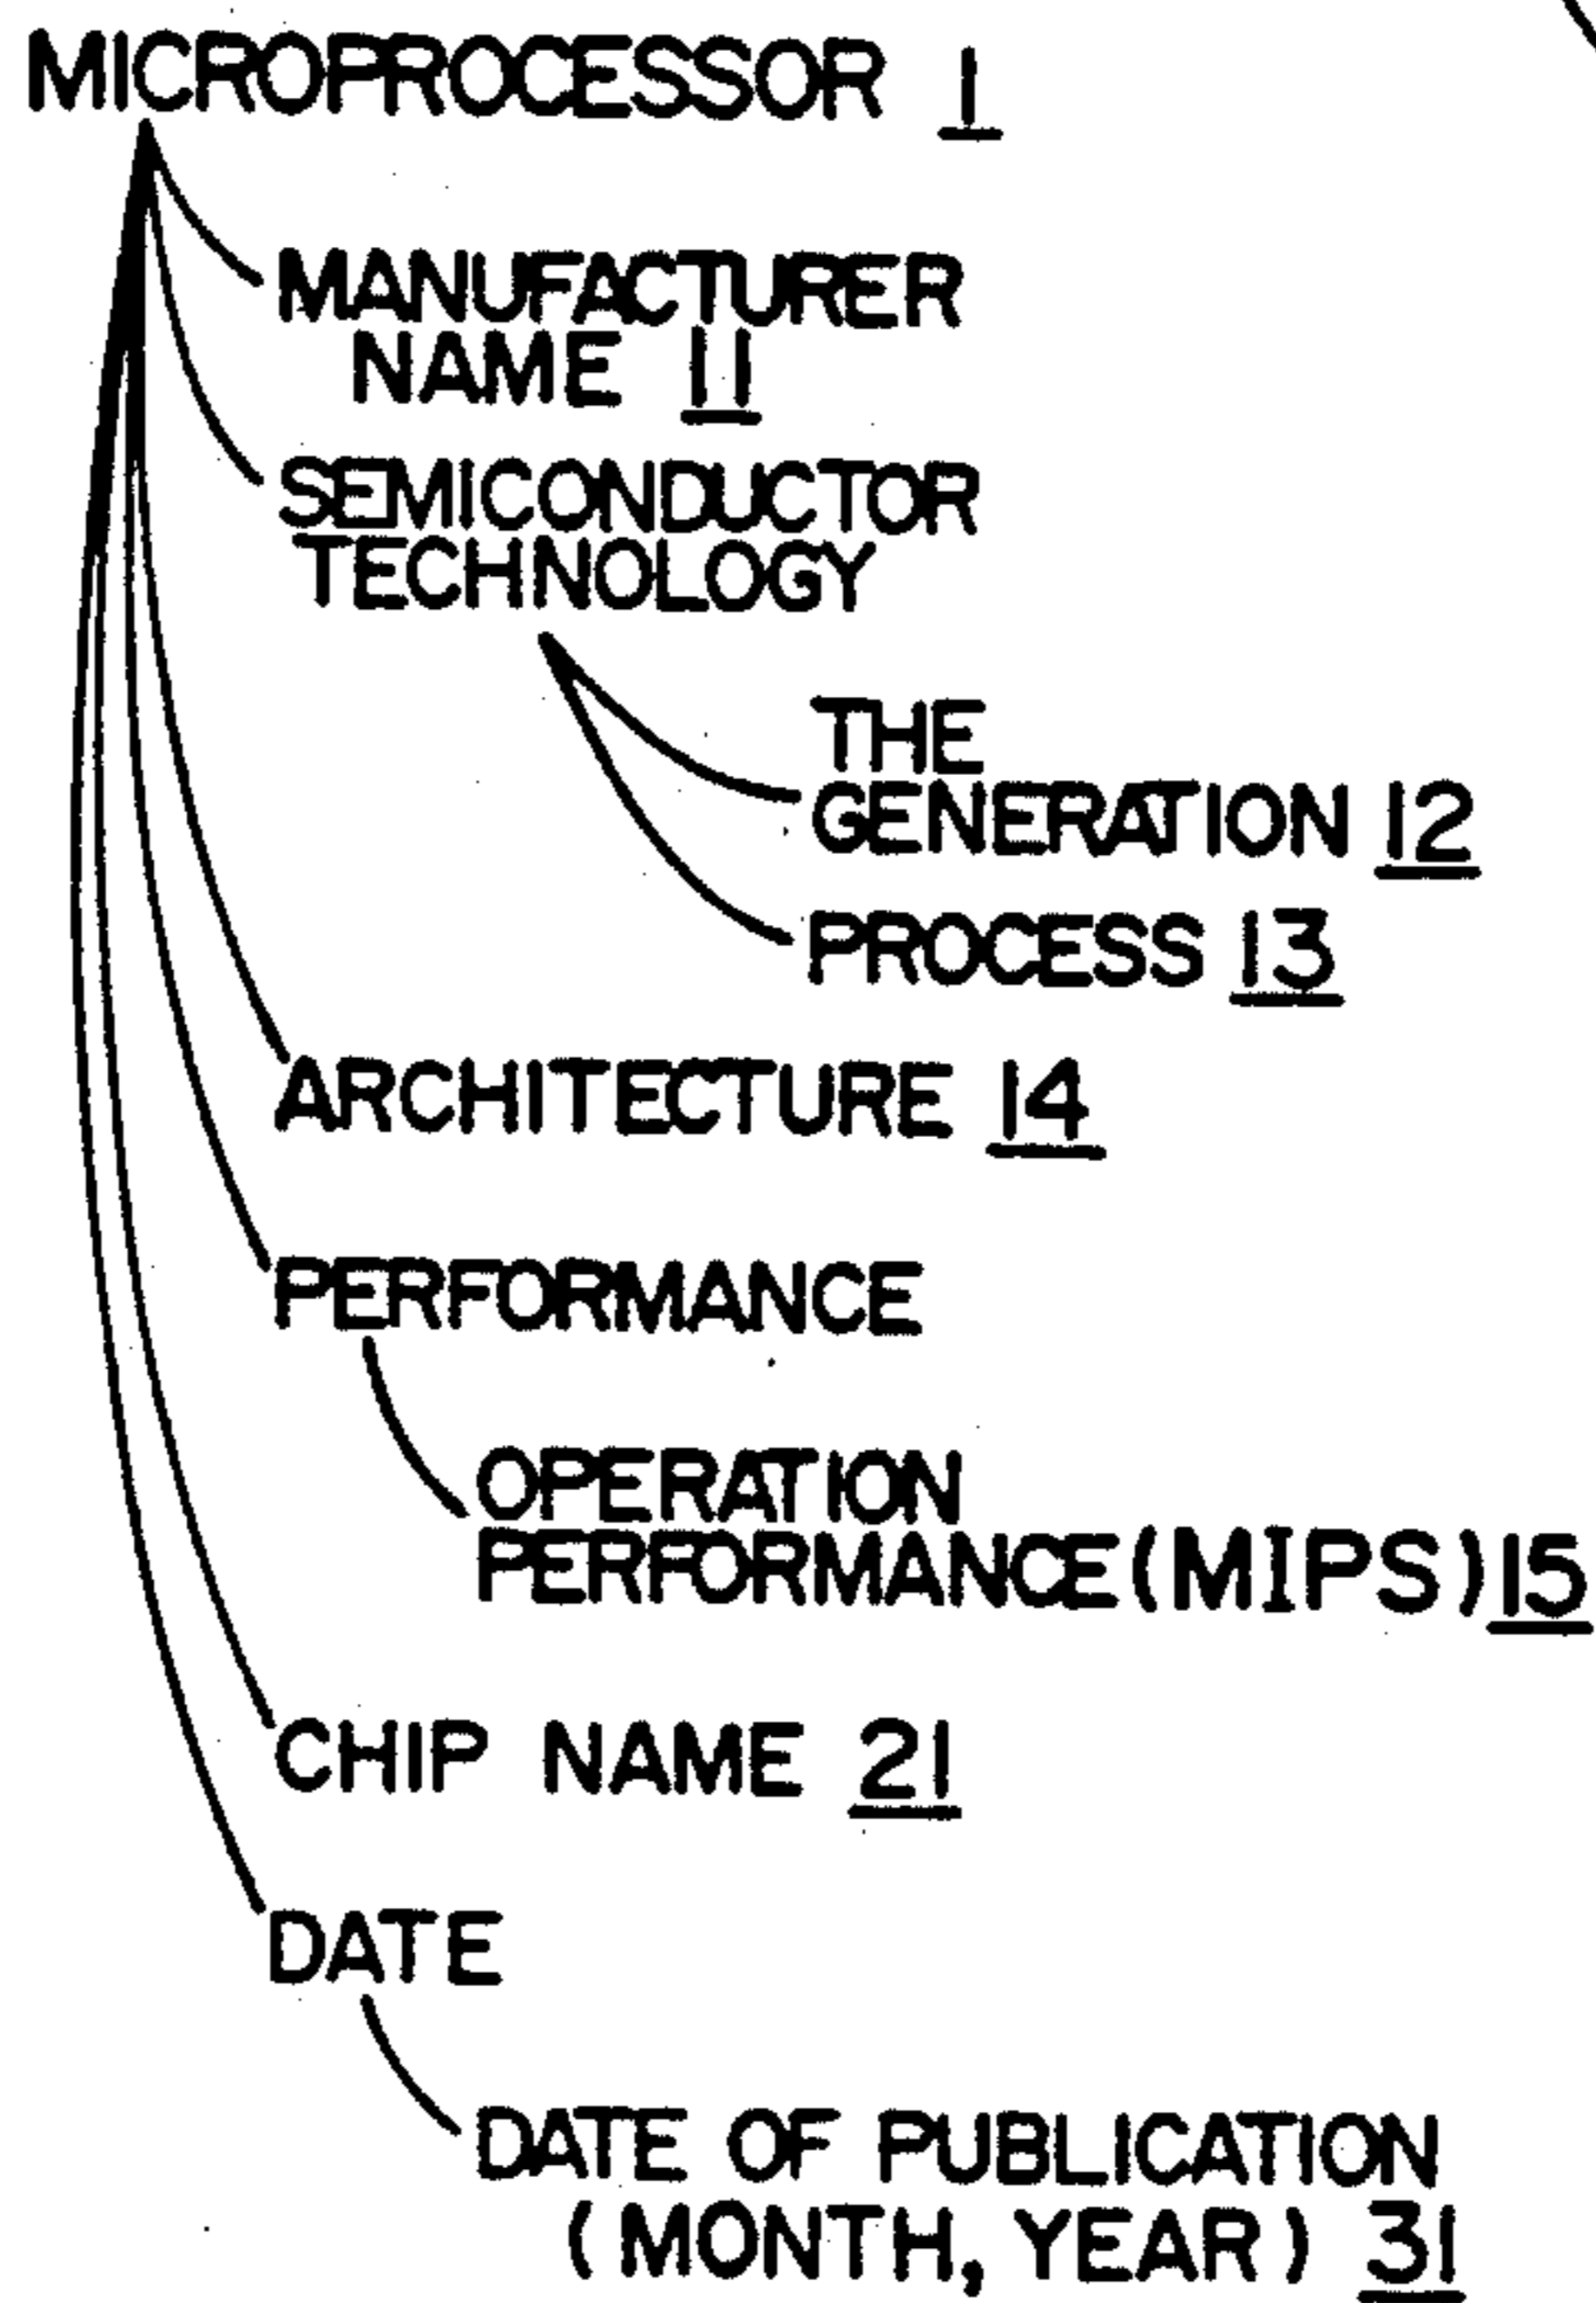 MICROPROCESSOR 1
MANUFACTURER
NAME 11
SEMICONDUCTOR
TECHNOLOGY
THE
GENERATION 12
PROCESS 13
ARCHITECTURE 14
PERFORMANCE
OPERATION
PERFORMANCE(MIPS)15
CHIP NAME 21
DATE
DATE OF PUBLICATION
(MONTH, YEAR) 31